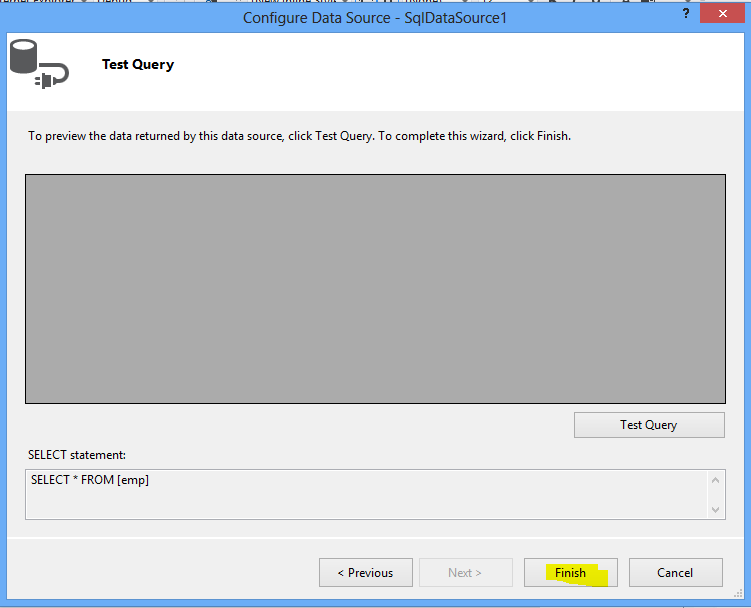 Configure Data Source - SqlDataSource1
?
Test Query
To preview the data returned by this data source, click Test Query. To complete this wizard, click Finish.
Test Query
SELECT statement:
SELECT * FROM [emp]
< Previous
Next >
Finish
Cancel